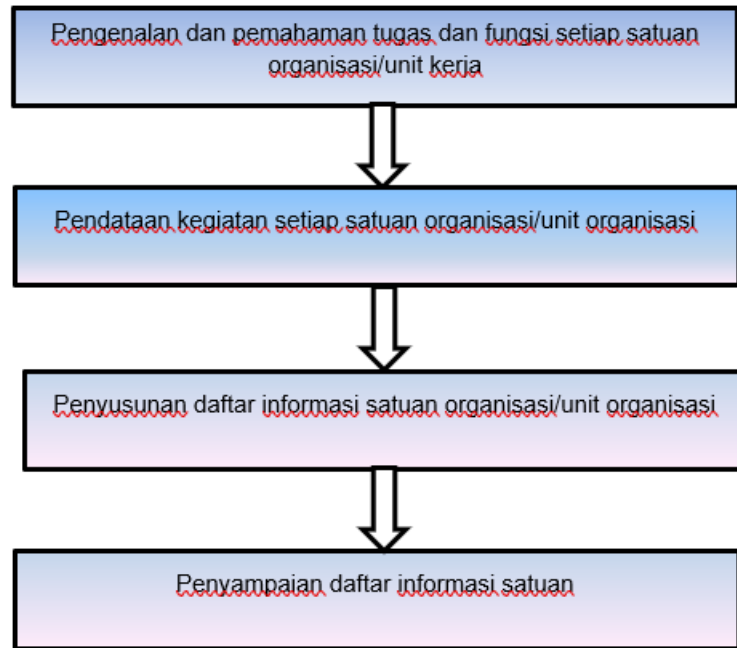 Pengenalan dan pemahaman tugas dan fungsi setiap satuan
organisasi/unit kerja
Pendataan kegiatan setiap satuan organisasi/unit organisasi
Penyusunan daftar informasi satuan organisasi/unit organisasi
Penyampaian daftar informasi satuan